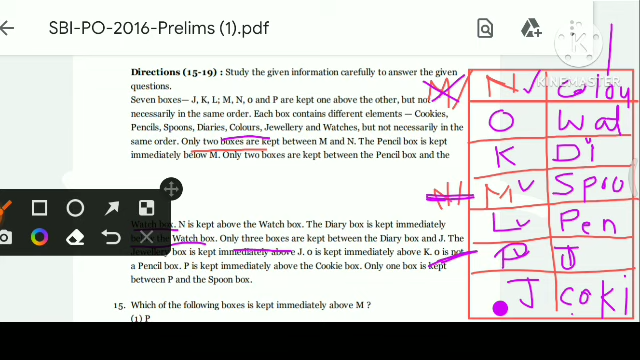 SBI-PO-2016-Prelims (1).pdf
KINEMASTER
Directions (15-19) : Study the given information carefully to answer the given
questions.
Seven boxes— J, K, L; M, N, o and P are kept one above the other, but not
necessarily in the same order. Each box contains different elements – Cookies,
Pencils, Spoons, Diaries, Colours, Jewellery and Watches, but not necessarily in the
same order. Only two boxes are kept between M and N. The Pencil box is kept
immediately below M. Only two boxes are kept between the Pencil box and the
Watch box. N is kept above the Watch box. The Diary box is kept immediately
the Watch box. Only three boxes are kept between the Diary box and J. The
Jewellery box is kept immediately above J. o is kept immediately above K. o is not
a Pencil box. P is kept immediately above the Cookie box. Only one box is kept
between P and the Spoon box.
15. Which of the following boxes is kept immediately above M ?
(1) P
N
O Wat
K Di
M Spro
L Pen
P J
J coki